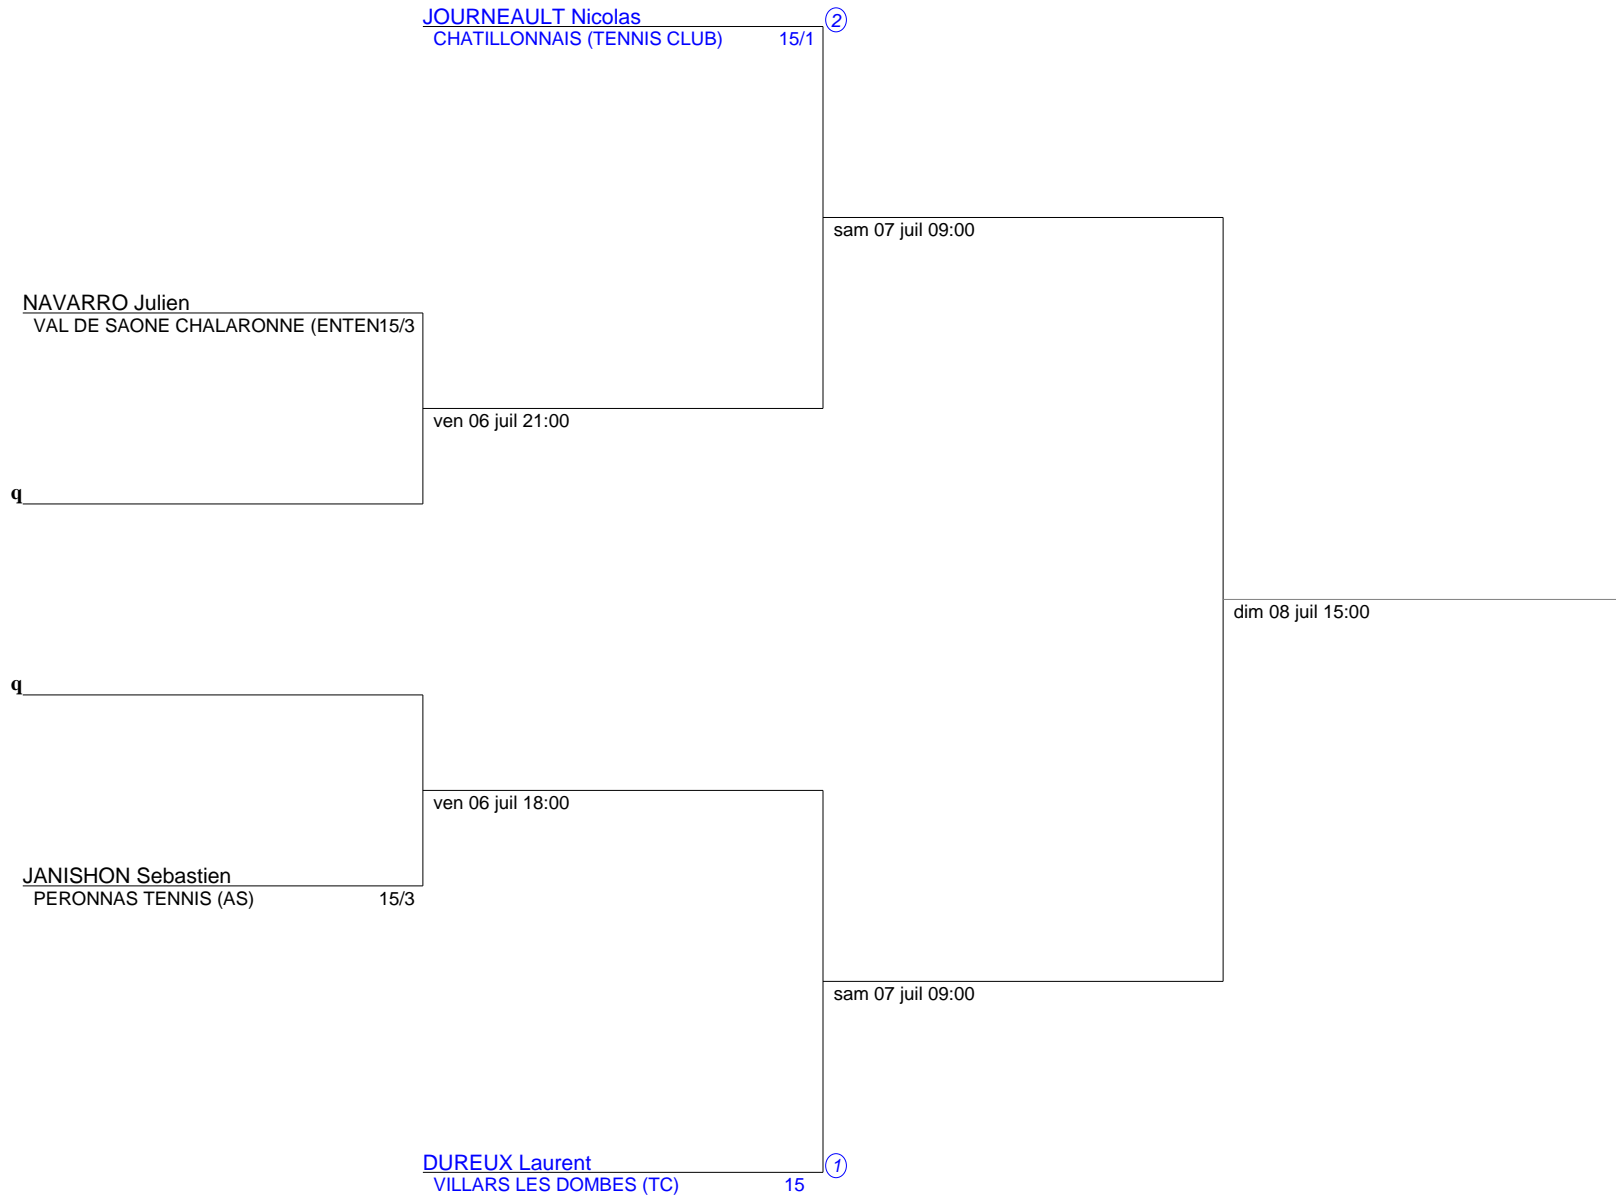 JOURNEAULT Nicolas 2
CHATILLONNAIS (TENNIS CLUB) 15/1
sam 07 juil 09:00
NAVARRO Julien
VAL DE SAONE CHALARONNE (ENTEN15/3
ven 06 juil 21:00
q
dim 08 juil 15:00
q
ven 06 juil 18:00
JANISHON Sebastien
PERONNAS TENNIS (AS) 15/3
sam 07 juil 09:00
DUREUX Laurent 1
VILLARS LES DOMBES (TC) 15